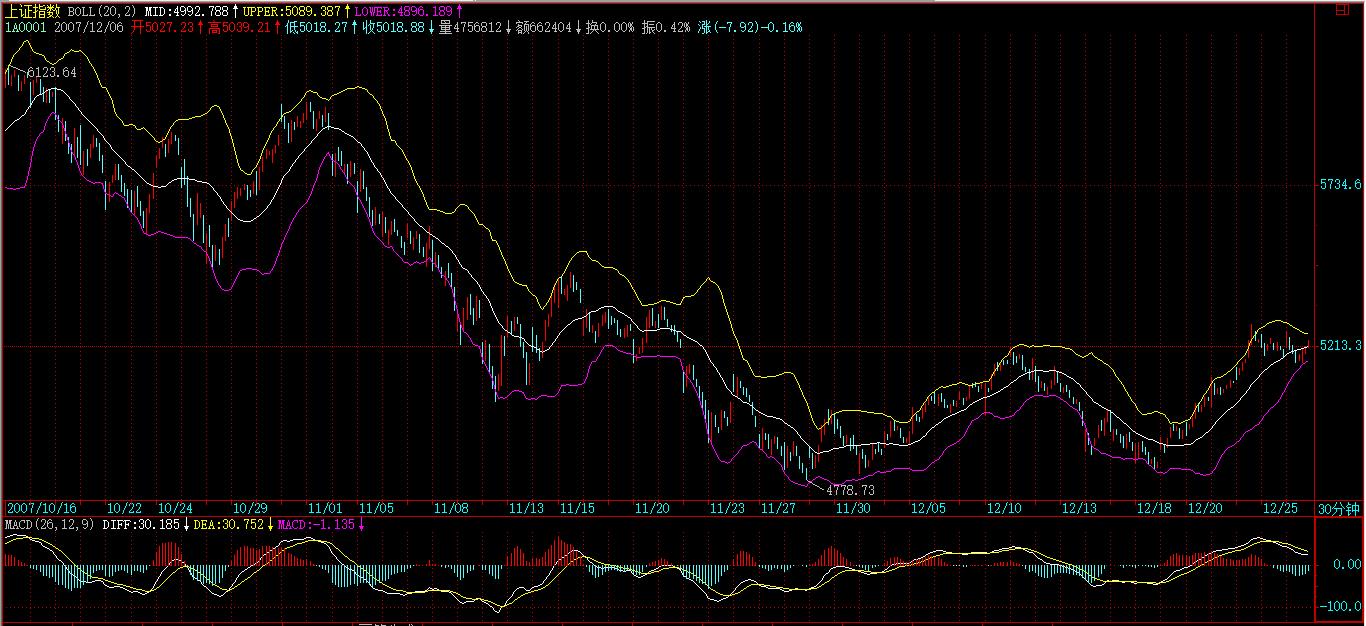 上证指数 BOLL(20,2) MID:4992.788↑ UPPER:5089.387↑ LOWER:4896.189↑
1A0001 2007/12/06 开5027.23↑高5039.21↑低5018.27↑收5018.88↓量4756812↓额662404↓换0.00% 振0.42% 涨(-7.92)-0.16%
6123.64
5734.6
5213.3
4778.73
2007/10/16 10/22 10/24 10/29 11/01 11/05 11/08 11/13 11/15 11/20 11/23 11/27 11/30 12/05 12/10 12/13 12/18 12/20 12/25 30分钟
MACD(26,12,9) DIFF:30.185↓ DEA:30.752↓ MACD:-1.135↓
0.00
-100.0